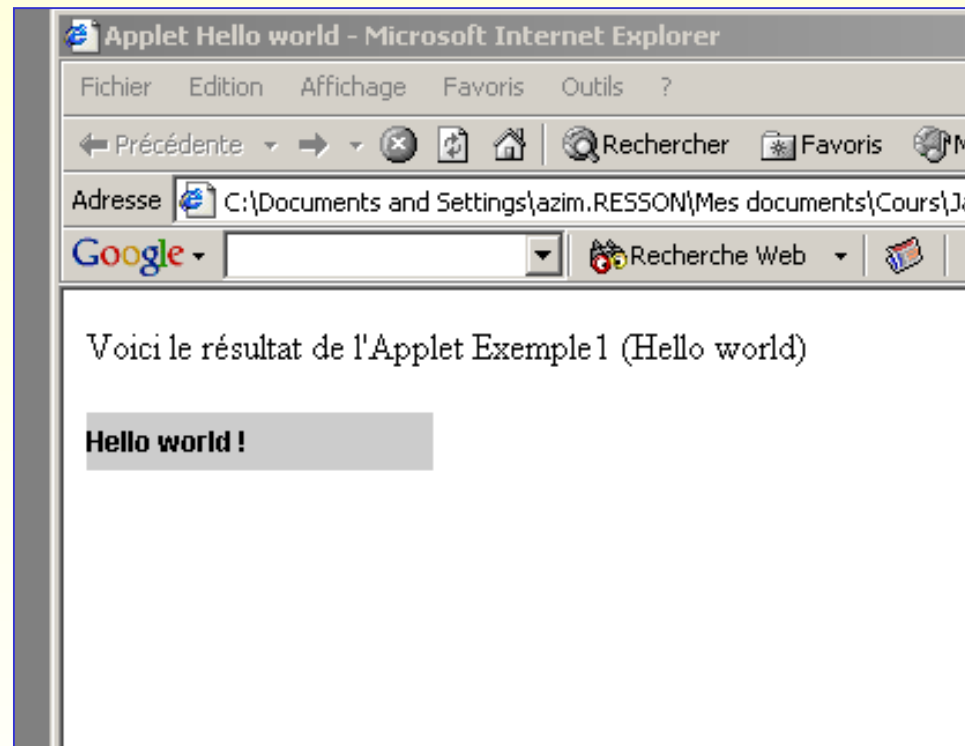 Applet Hello world - Microsoft Internet Explorer
Fichier Edition Affichage Favoris Outils ?
Précédente Rechercher Favoris
Adresse C:\Documents and Settings\azim.RESSON\Mes documents\Cours\
Google Recherche Web
Voici le résultat de l'Applet Exemple1 (Hello world)
Hello world !